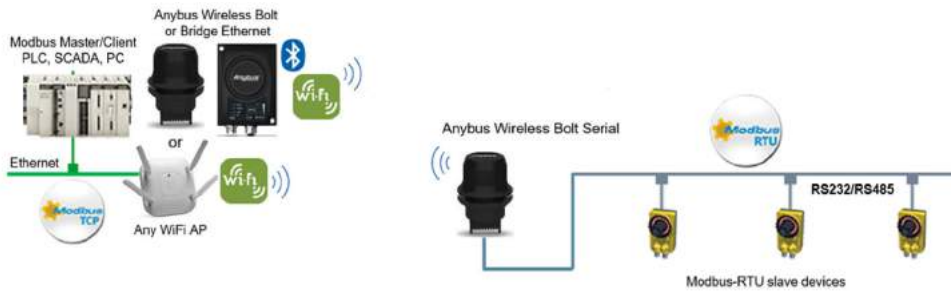 Anybus Wireless Bolt
or Bridge Ethernet
Modbus Master/Client
PLC, SCADA, PC
Anybus
Wi-Fi
or
Ethernet
Wi-Fi
Modbus
TCP
Any WiFi AP
Anybus Wireless Bolt Serial
Modbus
RTU
RS232/RS485
Modbus-RTU slave devices